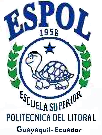 ESPOL
1958
ESCUELA SUPERIOR
POLITECNICA DEL LITORAL
Guayaquil - Ecuador